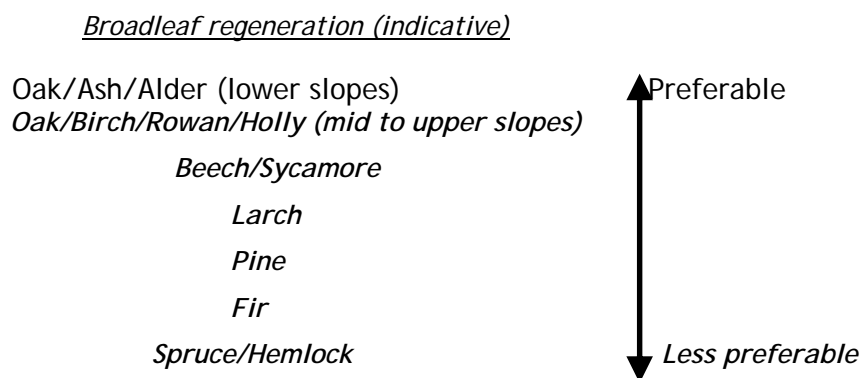 Broadleaf regeneration (indicative)
Oak/Ash/Alder (lower slopes) Preferable
Oak/Birch/Rowan/Holly (mid to upper slopes)
Beech/Sycamore
Larch
Pine
Fir
Spruce/Hemlock Less preferable